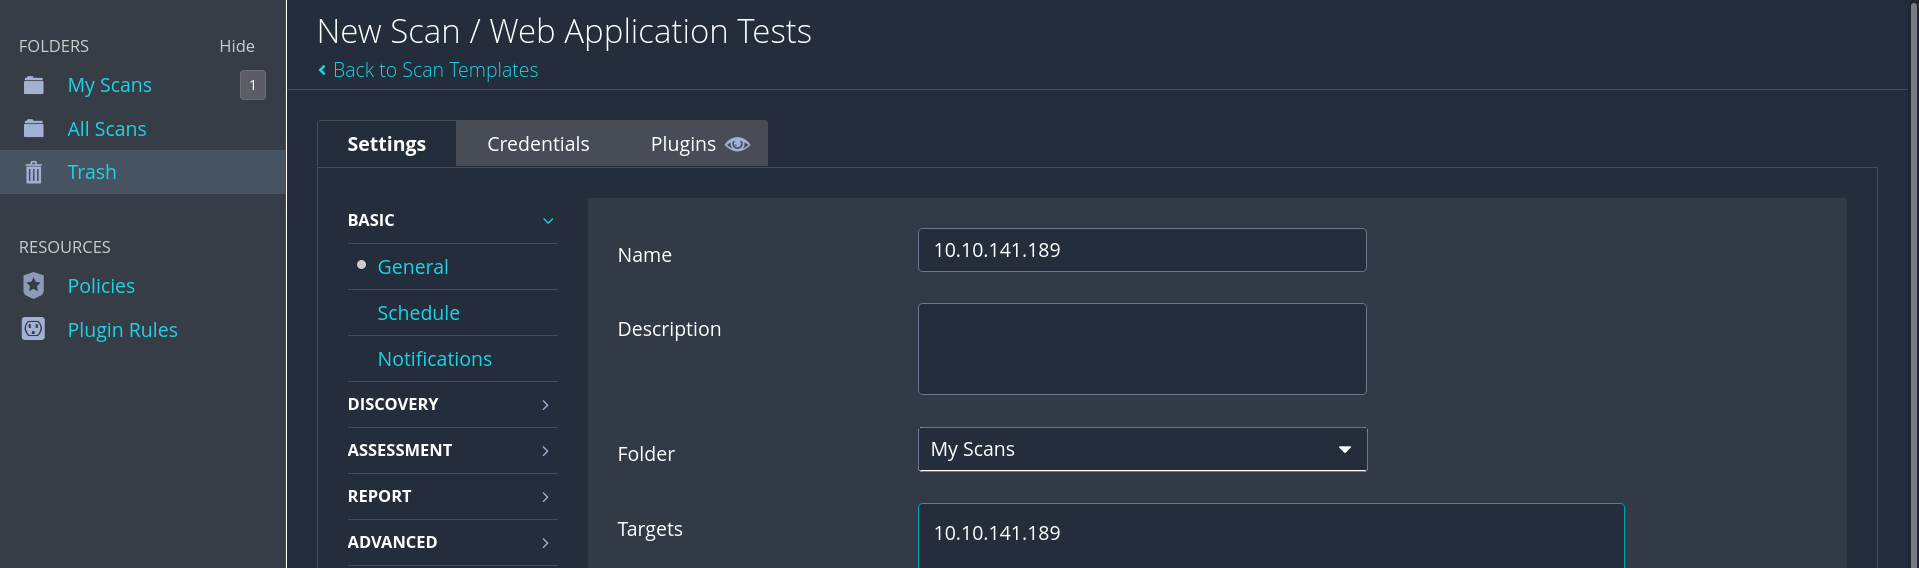 FOLDERS Hide
My Scans 1
All Scans
Trash
RESOURCES
Policies
Plugin Rules
New Scan / Web Application Tests
Back to Scan Templates
Settings Credentials Plugins
BASIC
General
Schedule
Notifications
DISCOVERY
ASSESSMENT
REPORT
ADVANCED
Name 10.10.141.189
Description
Folder My Scans
Targets 10.10.141.189